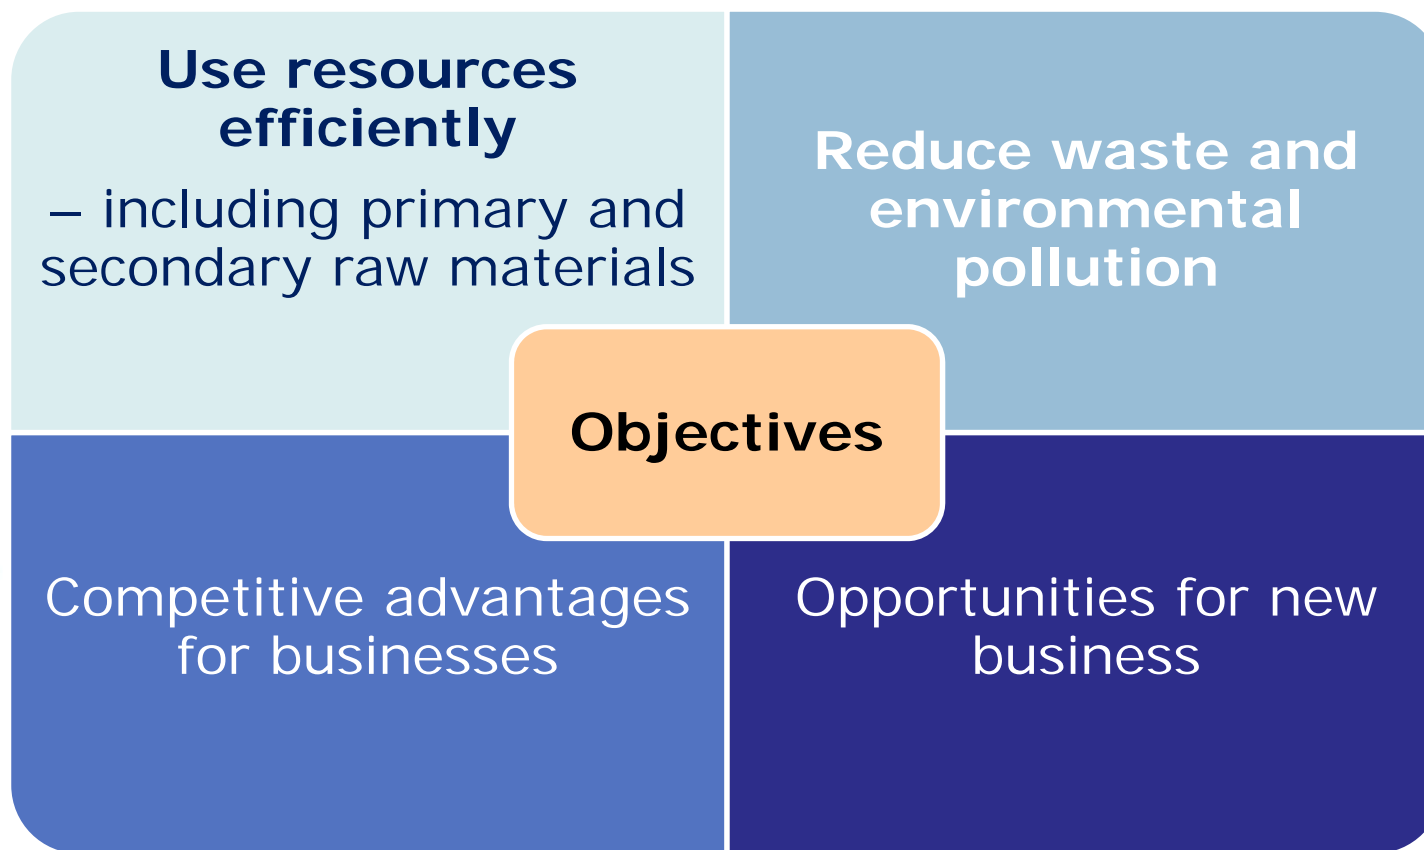 Use resources
efficiently
– including primary and
secondary raw materials
Reduce waste and
environmental
pollution
Objectives
Competitive advantages
for businesses
Opportunities for new
business